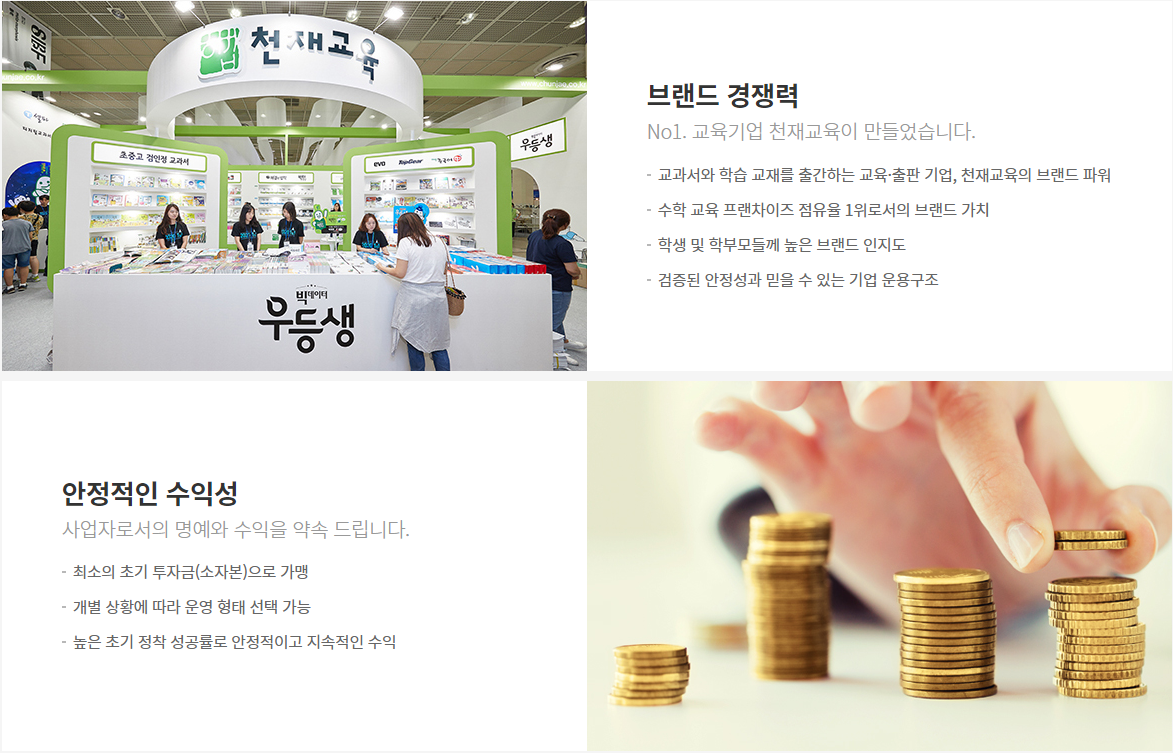 천재교육
초중고 검인정 교과서
eve TopGear
우등생
빅데이터
우등생
브랜드 경쟁력
No1. 교육기업 천재교육이 만들었습니다.
- 교과서와 학습 교재를 출간하는 교육·출판 기업, 천재교육의 브랜드 파워
- 수학 교육 프랜차이즈 점유율 1위로서의 브랜드 가치
- 학생 및 학부모들께 높은 브랜드 인지도
- 검증된 안정성과 믿을 수 있는 기업 운용구조
안정적인 수익성
사업자로서의 명예와 수익을 약속 드립니다.
- 최소의 초기 투자금(소자본)으로 가맹
- 개별 상황에 따라 운영 형태 선택 가능
- 높은 초기 정착 성공률로 안정적이고 지속적인 수익